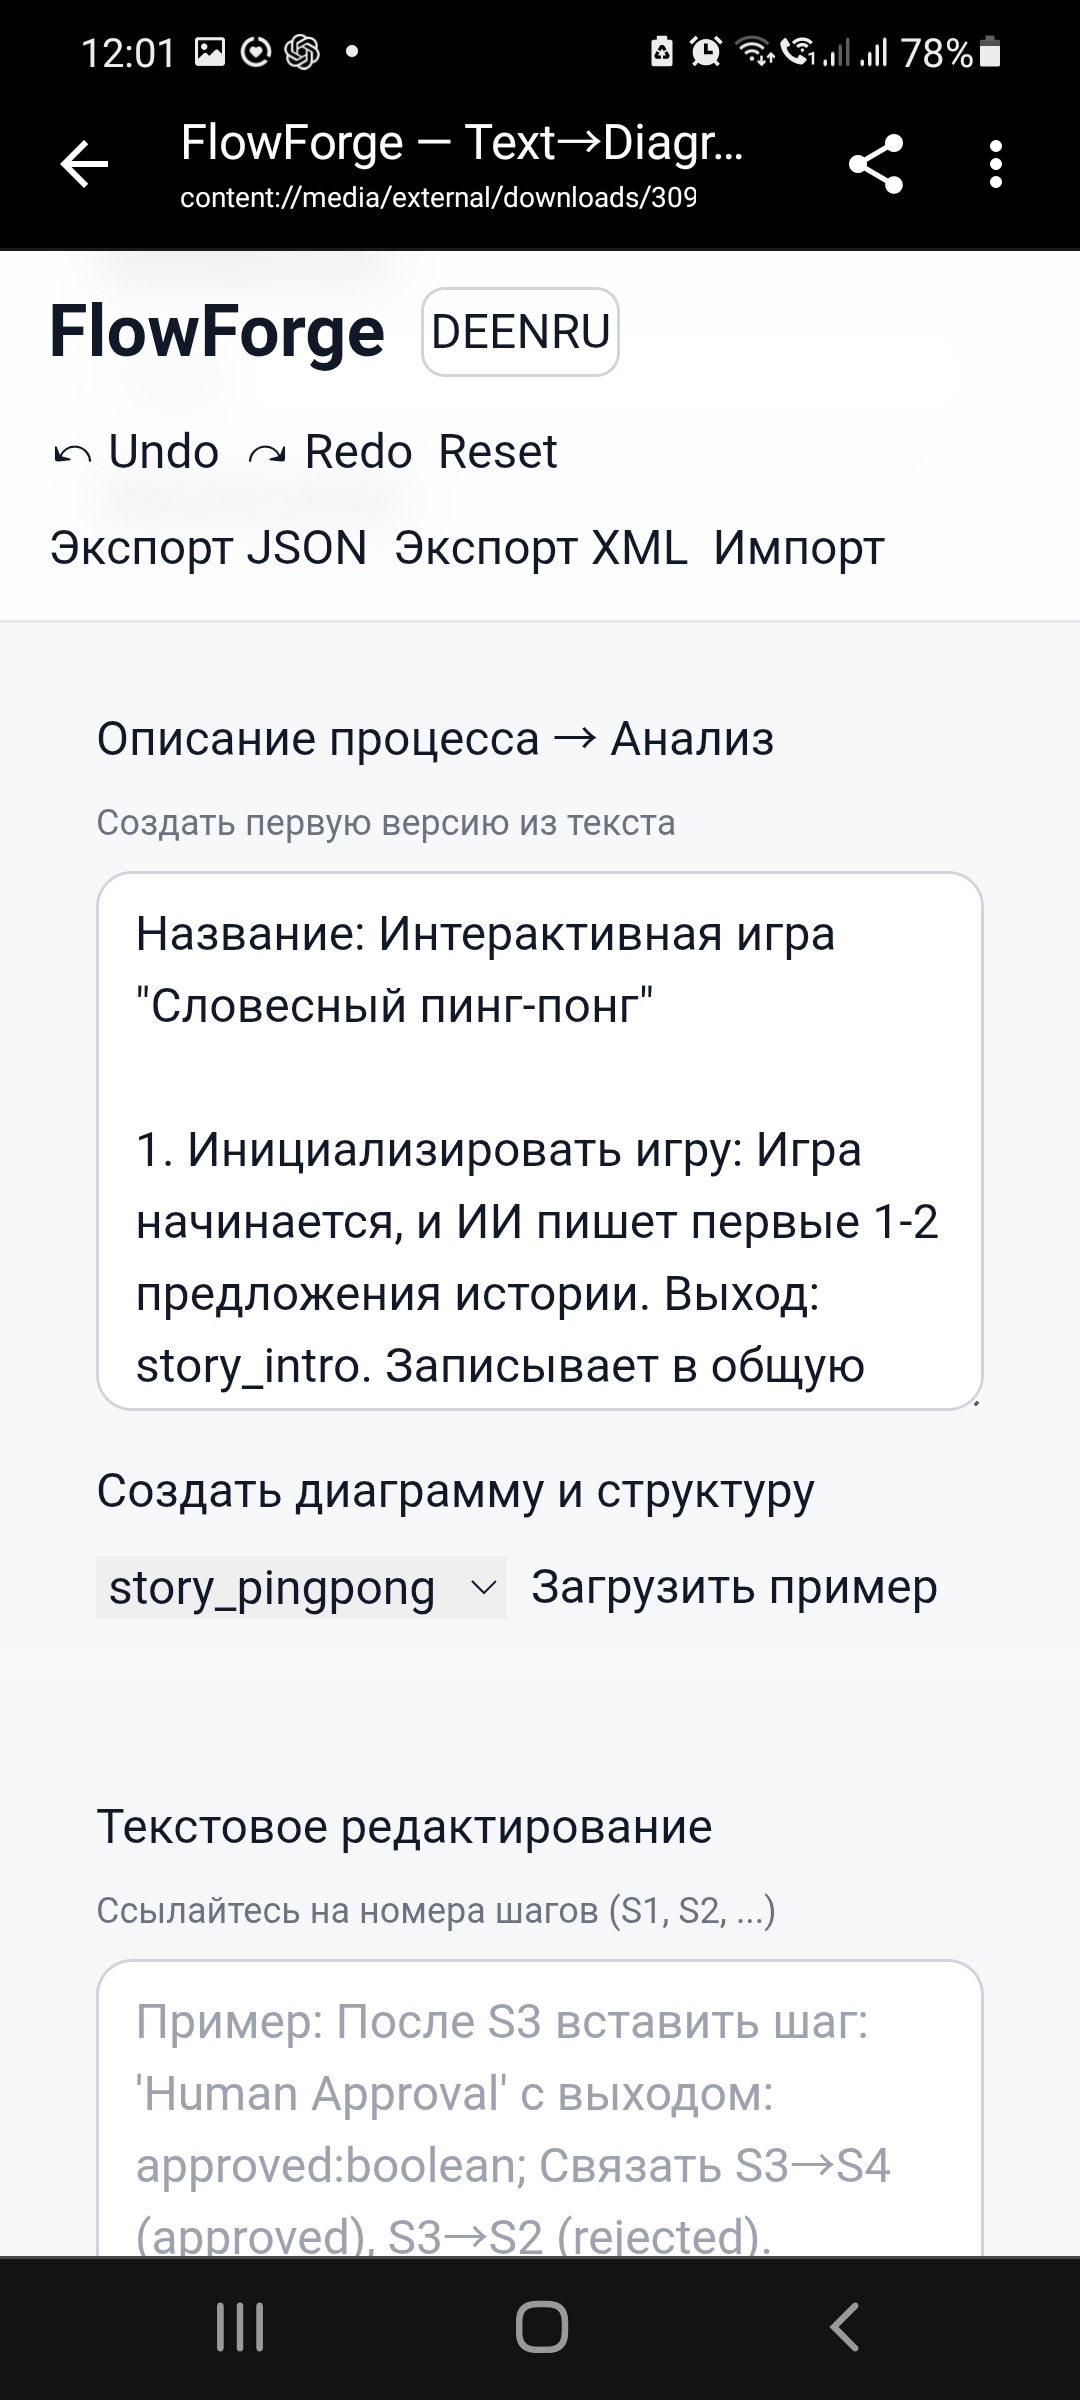 12:01
78%
FlowForge — Text→Diagr...
content://media/external/downloads/309
FlowForge DEENRU
Undo Redo Reset
Экспорт JSON Экспорт XML Импорт
Описание процесса → Анализ
Создать первую версию из текста
Название: Интерактивная игра
"Словесный пинг-понг"
1. Инициализировать игру: Игра
начинается, и ИИ пишет первые 1-2
предложения истории. Выход:
story_intro. Записывает в общую
Создать диаграмму и структуру
story_pingpong Загрузить пример
Текстовое редактирование
Ссылайтесь на номера шагов (S1, S2, ...)
Пример: После S3 вставить шаг:
'Human Approval' с выходом:
approved:boolean; Связать S3→S4
(approved), S3→S2 (rejected).